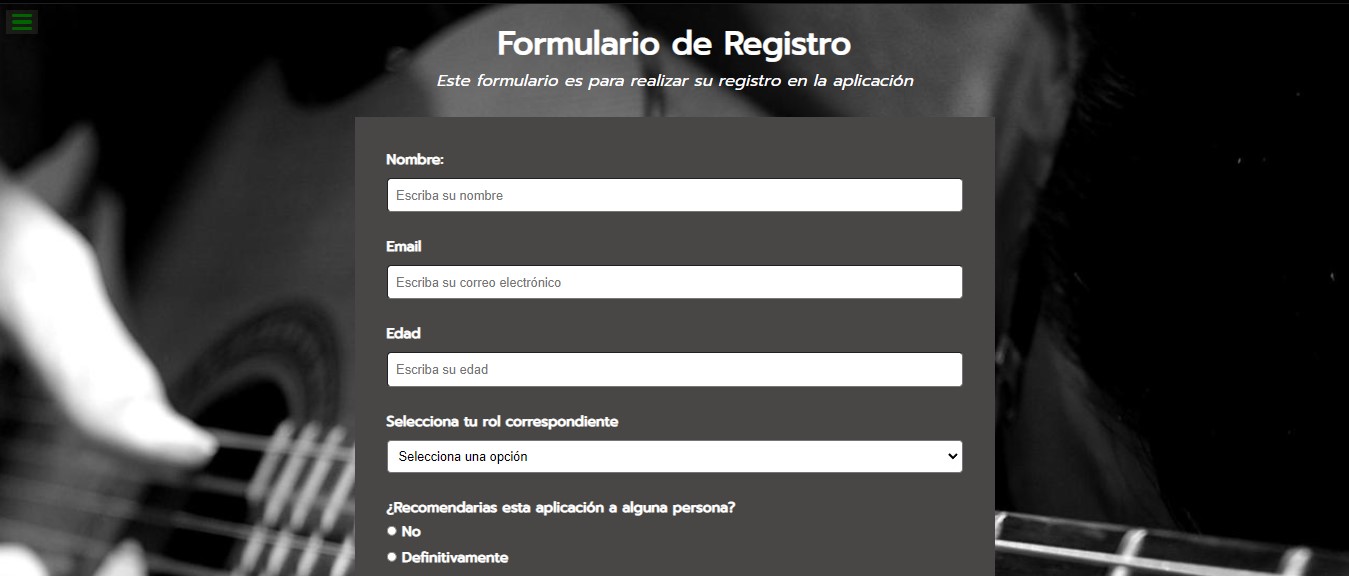 Formulario de Registro
Este formulario es para realizar su registro en la aplicación
Nombre:
Escriba su nombre
Email
Escriba su correo electrónico
Edad
Escriba su edad
Selecciona tu rol correspondiente
Selecciona una opción
¿Recomendarias esta aplicación a alguna persona?
No
Definitivamente